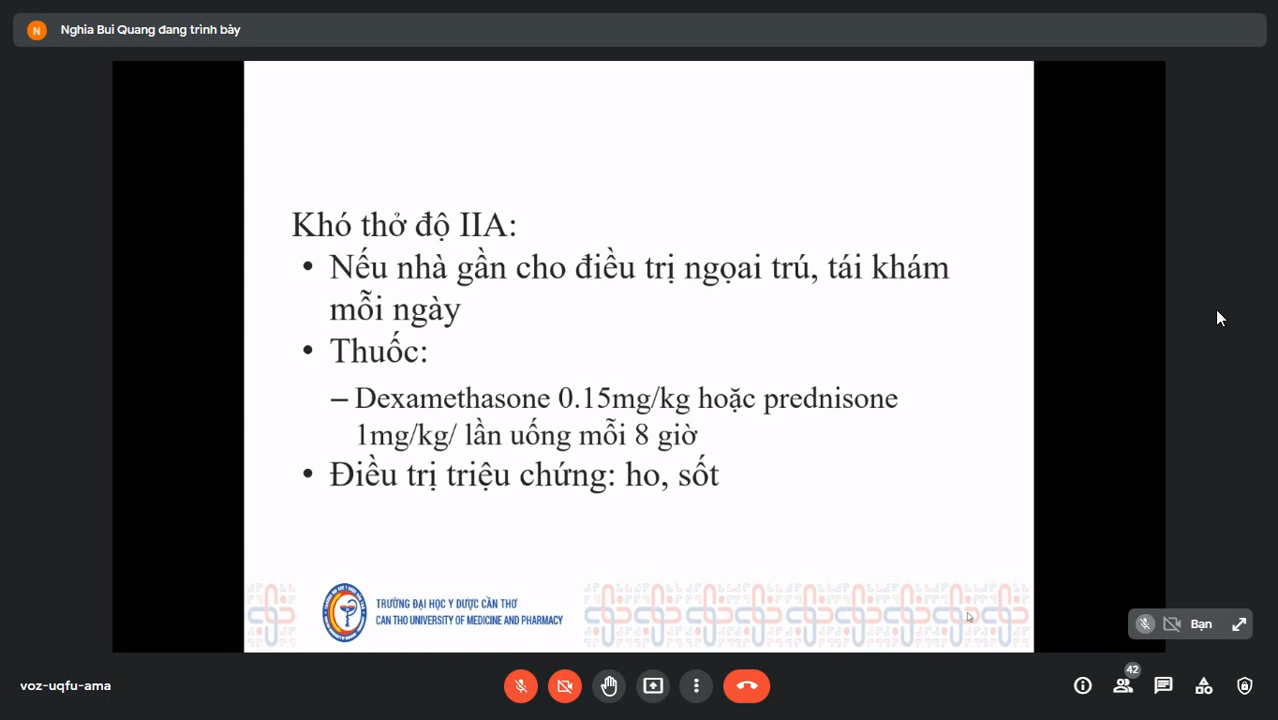 N
Nghia Bui Quang đang trình bày
Khó thở độ IIA:
• Nếu nhà gần cho điều trị ngọai trú, tái khám
mỗi ngày
• Thuốc:
– Dexamethasone 0.15mg/kg hoặc prednisone
1mg/kg/ lần uống mỗi 8 giờ
• Điều trị triệu chứng: ho, sốt
TRƯỜNG ĐẠI HỌC Y DƯỢC CẦN THƠ
CAN THO UNIVERSITY OF MEDICINE AND PHARMACY
Bạn
voz-uqfu-ama
42